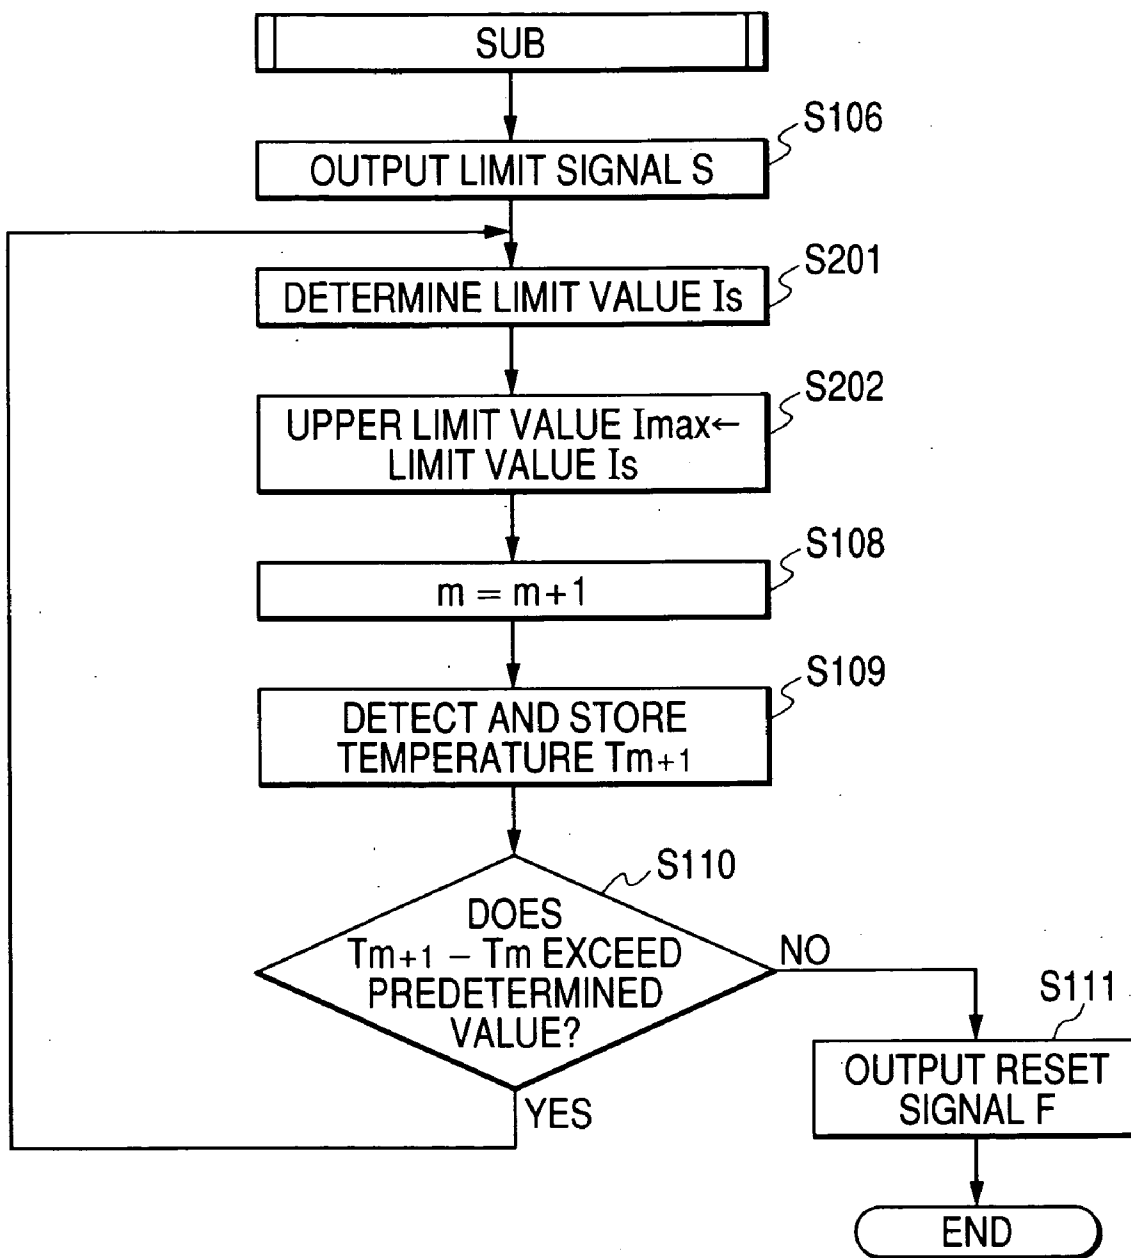 SUB
S106
OUTPUT LIMIT SIGNAL S
S201
DETERMINE LIMIT VALUE Is
S202
UPPER LIMIT VALUE Imax←
LIMIT VALUE Is
S108
m = m+1
S109
DETECT AND STORE
TEMPERATURE Tm+1
S110
DOES
Tm+1 − Tm EXCEED
PREDETERMINED
VALUE?
NO
YES
S111
OUTPUT RESET
SIGNAL F
END